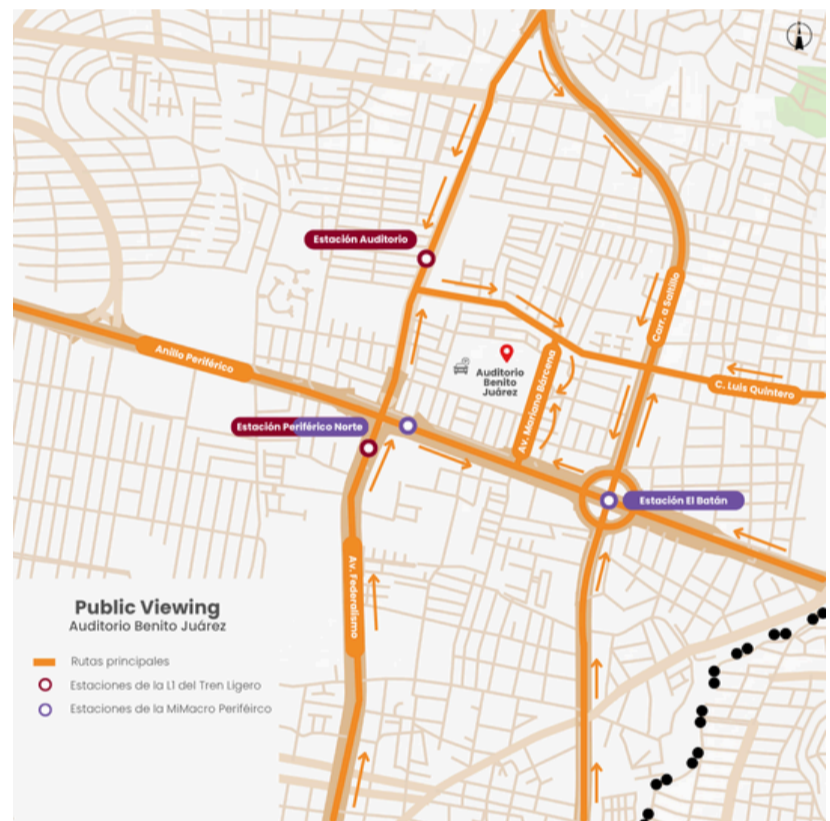 Estación Auditorio
Carr. a Saltillo
Anillo Periférico
Auditorio
Benito
Juárez
Av. Mariano Bárcena
C. Luis Quintero
Estación Periférico Norte
Estación El Batán
Av. Federalismo
Public Viewing
Auditorio Benito Juárez
Rutas principales
Estaciones de la L1 del Tren Ligero
Estaciones de la MiMacro Periféirco